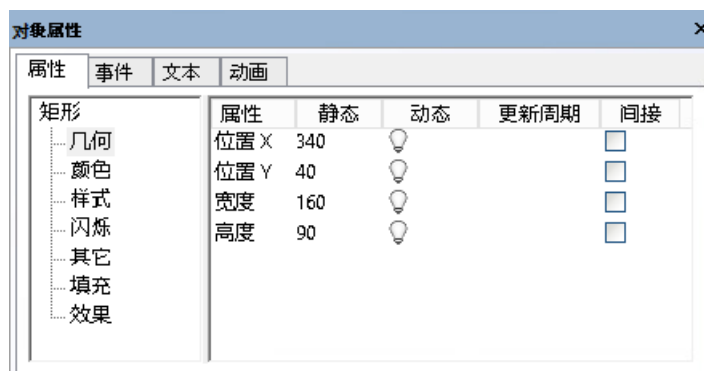 对象属性
属性 事件 文本 动画
矩形
几何
颜色
样式
闪烁
其它
填充
效果
属性 静态 动态 更新周期 间接
位置 X 340
位置 Y 40
宽度 160
高度 90